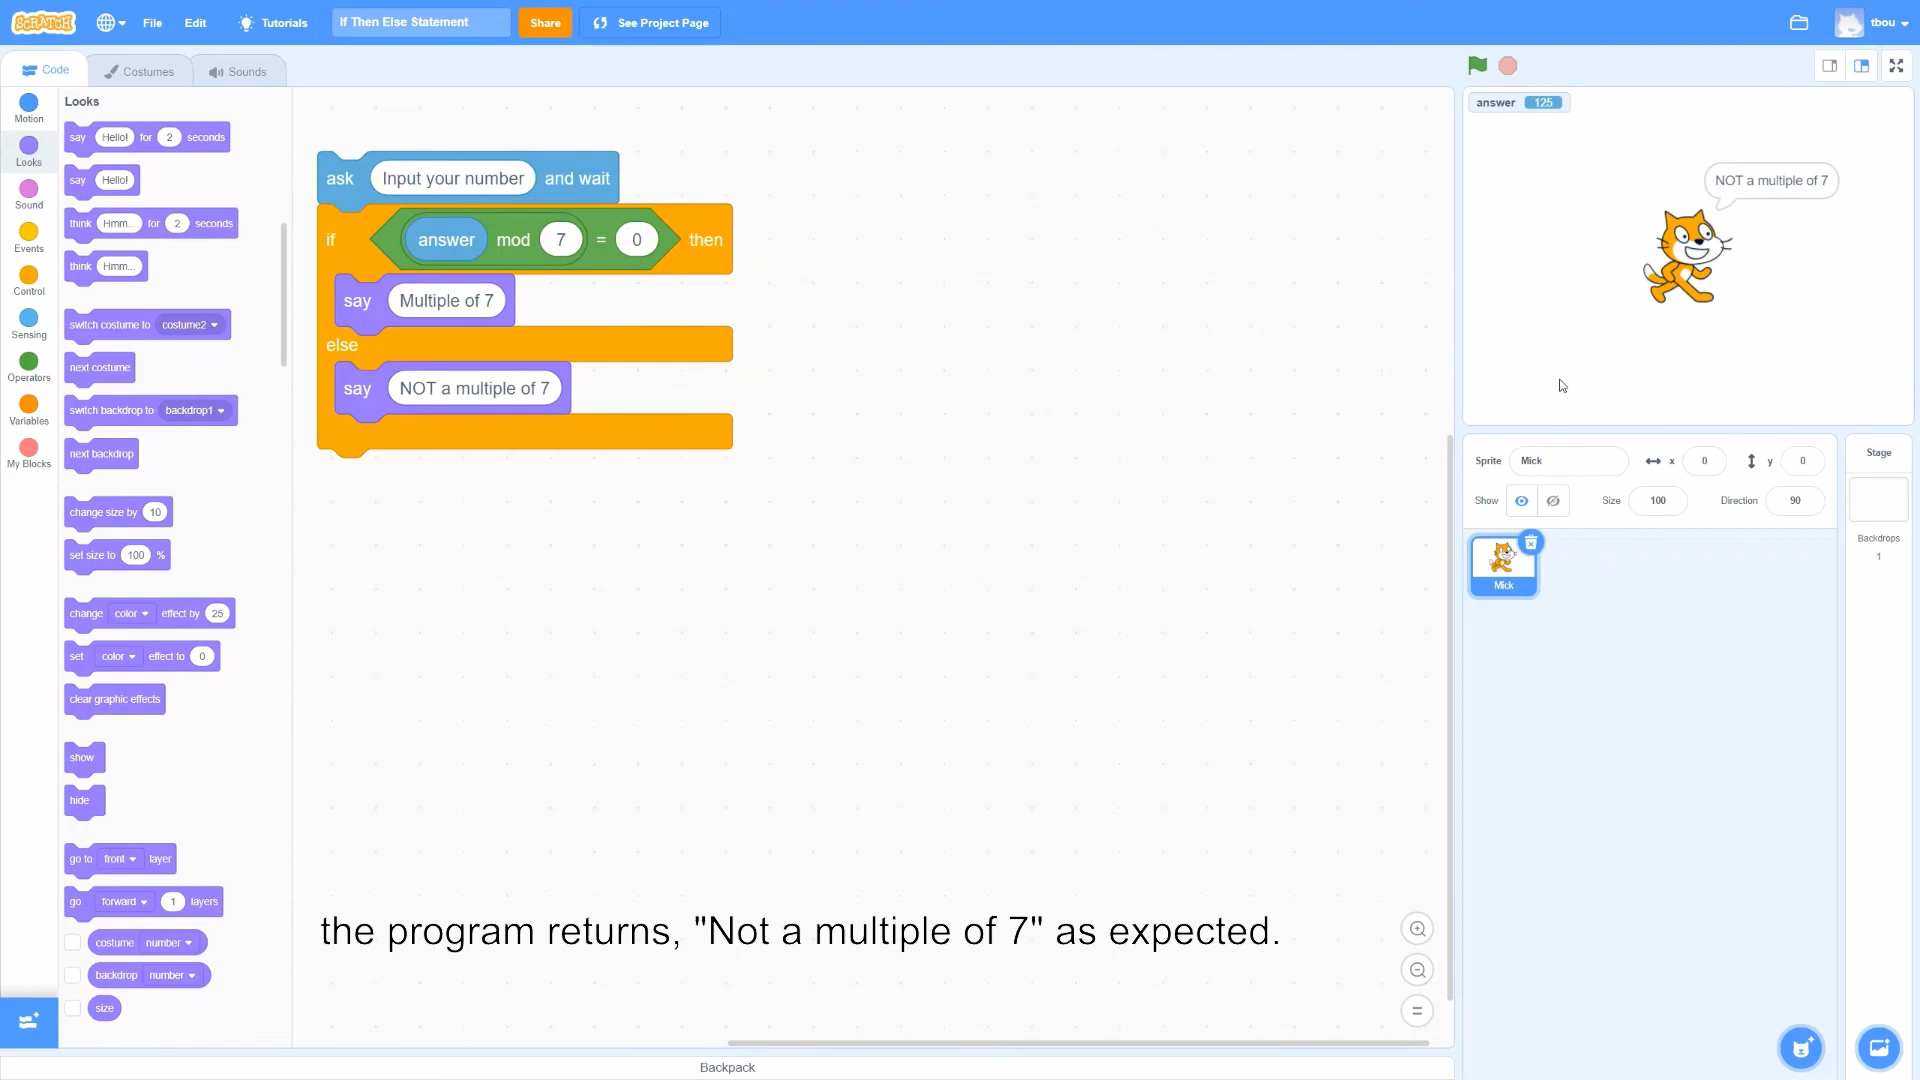 SCRATCH
File
Edit
Tutorials
If Then Else Statement
Share
See Project Page
tbou
Code
Costumes
Sounds
Motion
Looks
Sound
Events
Control
Sensing
Operators
Variables
My Blocks
Looks
say Hello! for 2 seconds
say Hello!
think Hmm... for 2 seconds
think Hmm...
switch costume to costume2
next costume
switch backdrop to backdrop1
next backdrop
change size by 10
set size to 100 %
change color effect by 25
set color effect to 0
clear graphic effects
show
hide
go to front layer
go forward 1 layers
costume number
backdrop number
size
ask Input your number and wait
if answer mod 7 = 0 then
say Multiple of 7
else
say NOT a multiple of 7
the program returns, "Not a multiple of 7" as expected.
Backpack
answer 125
NOT a multiple of 7
Sprite Mick x 0 y 0
Show Size 100 Direction 90
Mick
Stage
Backdrops
1